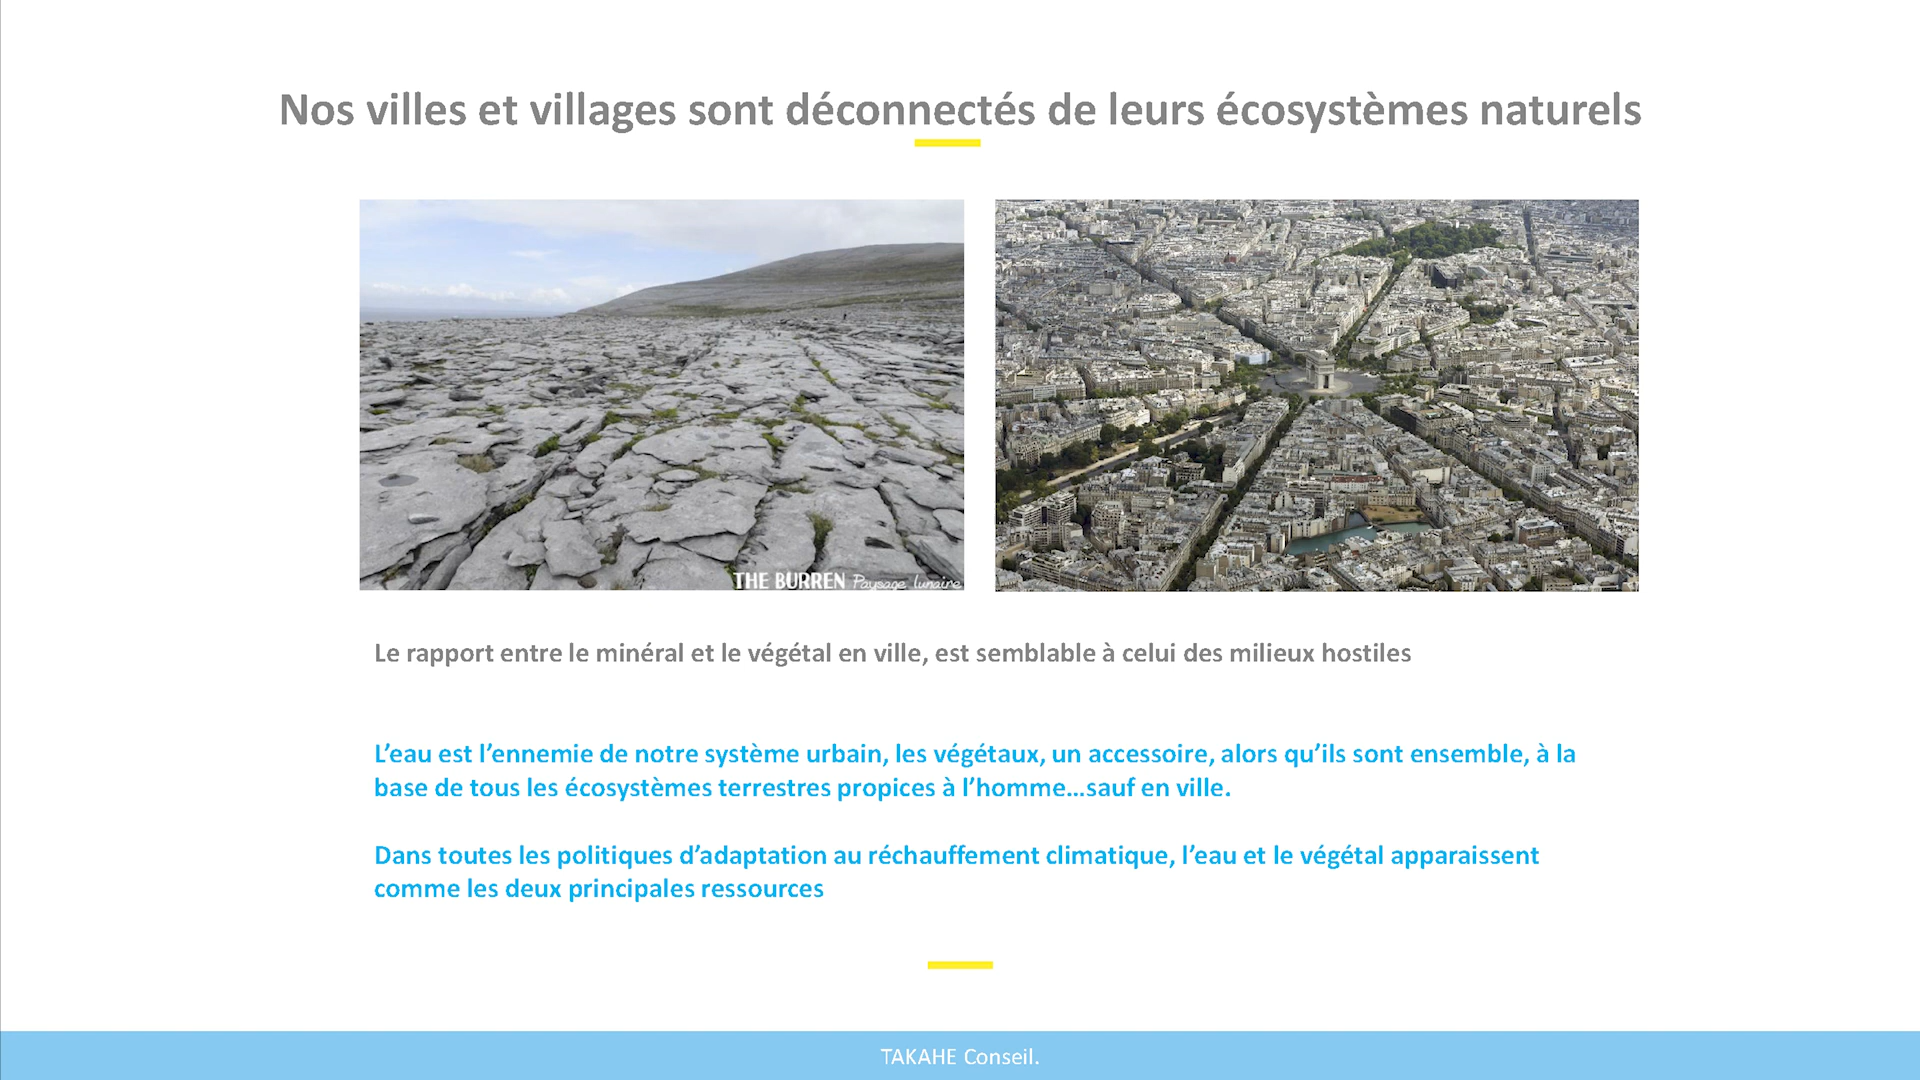 Nos villes et villages sont déconnectés de leurs écosystèmes naturels
THE BURREN Paysage lunaire
Le rapport entre le minéral et le végétal en ville, est semblable à celui des milieux hostiles
L’eau est l’ennemie de notre système urbain, les végétaux, un accessoire, alors qu’ils sont ensemble, à la
base de tous les écosystèmes terrestres propices à l’homme…sauf en ville.
Dans toutes les politiques d’adaptation au réchauffement climatique, l’eau et le végétal apparaissent
comme les deux principales ressources
TAKAHE Conseil.